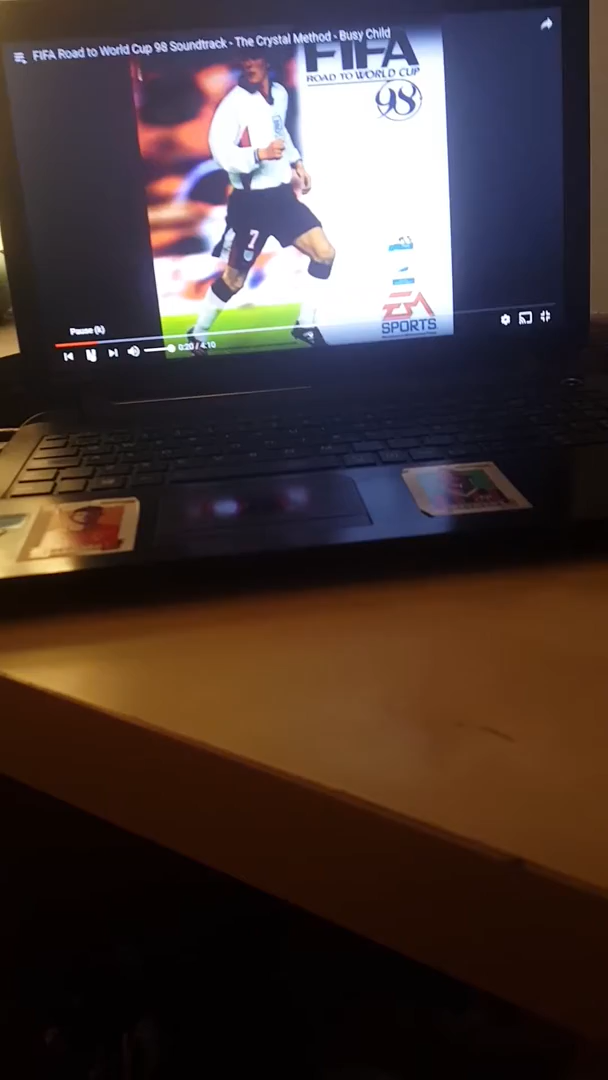 FIFA Road to World Cup 98 Soundtrack - The Crystal Method - Busy Child
FIFA
ROAD TO WORLD CUP
98
7
EA
SPORTS
Pause (k)
0:20 / 4:10